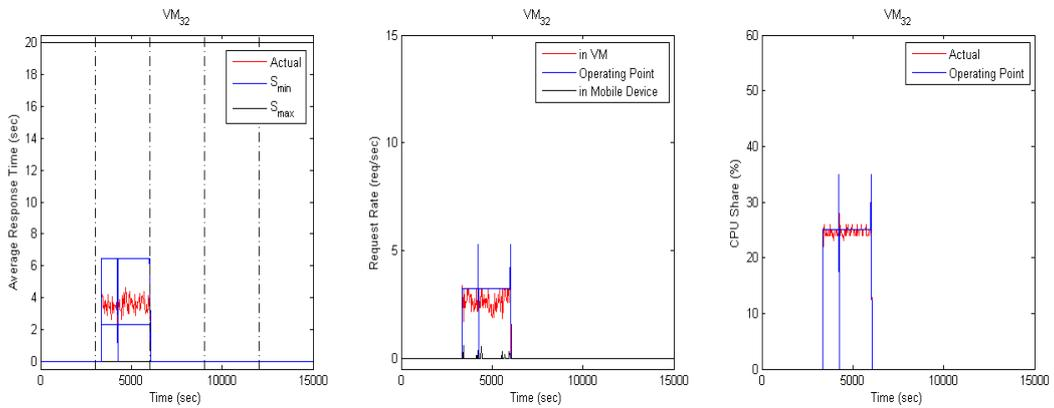 VM32
Average Response Time (sec)
20
18
16
14
12
10
8
6
4
2
0
0
5000
10000
15000
Time (sec)
Actual
Smin
Smax
VM32
Request Rate (req/sec)
15
10
5
0
0
5000
10000
15000
Time (sec)
in VM
Operating Point
in Mobile Device
VM32
CPU Share (%)
60
50
40
30
20
10
0
0
5000
10000
15000
Time (sec)
Actual
Operating Point